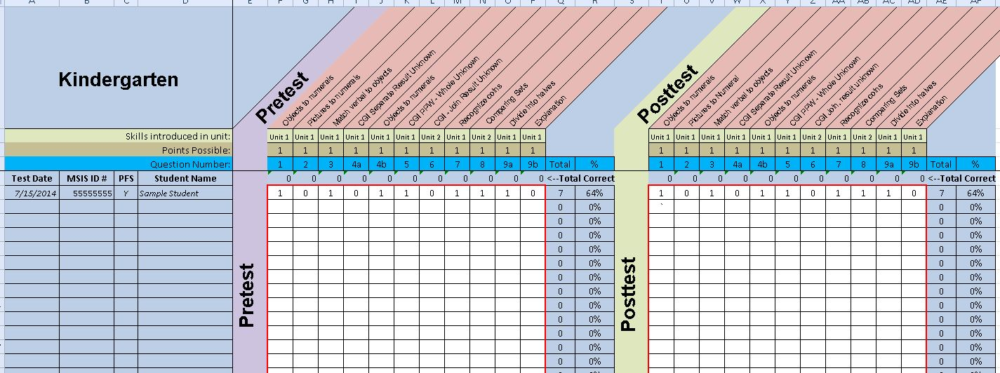 A B C D E F G H I J K L M N O P Q R S T U V W X Y Z AA AB AC AD AE AF
Kindergarten
Pretest
Objects to numerals
Pictures to numerals
Match verbal to objects
CGI Separate Result Unknown
Objects to numerals
CGI PPW - Whole Unknown
CGI - Join Result Unknown
Recognize coins
Comparing Sets
Divide into halves
Explanation
Posttest
Objects to numerals
Pictures to Numeral
Match verbal to objects
CGI Separate Result Unknown
Objects to numerals
CGI PPW - Whole Unknown
CGI Join, result unknown
Recognize coins
Comparing Sets
Divide into halves
Explanation
Skills introduced in unit: Unit 1 Unit 1 Unit 1 Unit 1 Unit 1 Unit 1 Unit 2 Unit 1 Unit 2 Unit 1 Unit 1 Unit 1 Unit 1 Unit 1 Unit 1 Unit 1 Unit 1 Unit 2 Unit 1 Unit 2 Unit 1 Unit 1
Points Possible: 1 1 1 1 1 1 1 1 1 1 1 1 1 1 1 1 1 1 1 1 1 1
Question Number: 1 2 3 4a 4b 5 6 7 8 9a 9b Total % 1 2 3 4a 4b 5 6 7 8 9a 9b Total %
Test Date MSIS ID # PFS Student Name 0 0 0 0 0 0 0 0 0 0 0 <--Total Correct 0 0 0 0 0 0 0 0 0 0 0 <--Total Correct
7/15/2014 55555555 Y Sample Student 1 0 1 0 1 1 0 1 1 1 0 7 64% 1 0 1 0 1 1 0 1 1 1 0 7 64%
0 0% ` 0 0%
0 0% 0 0%
0 0% 0 0%
0 0% 0 0%
0 0% 0 0%
0 0% 0 0%
0 0% 0 0%
0 0% 0 0%
0 0% 0 0%
0 0% 0 0%
0 0% 0 0%
0 0% 0 0%
Pretest
Posttest